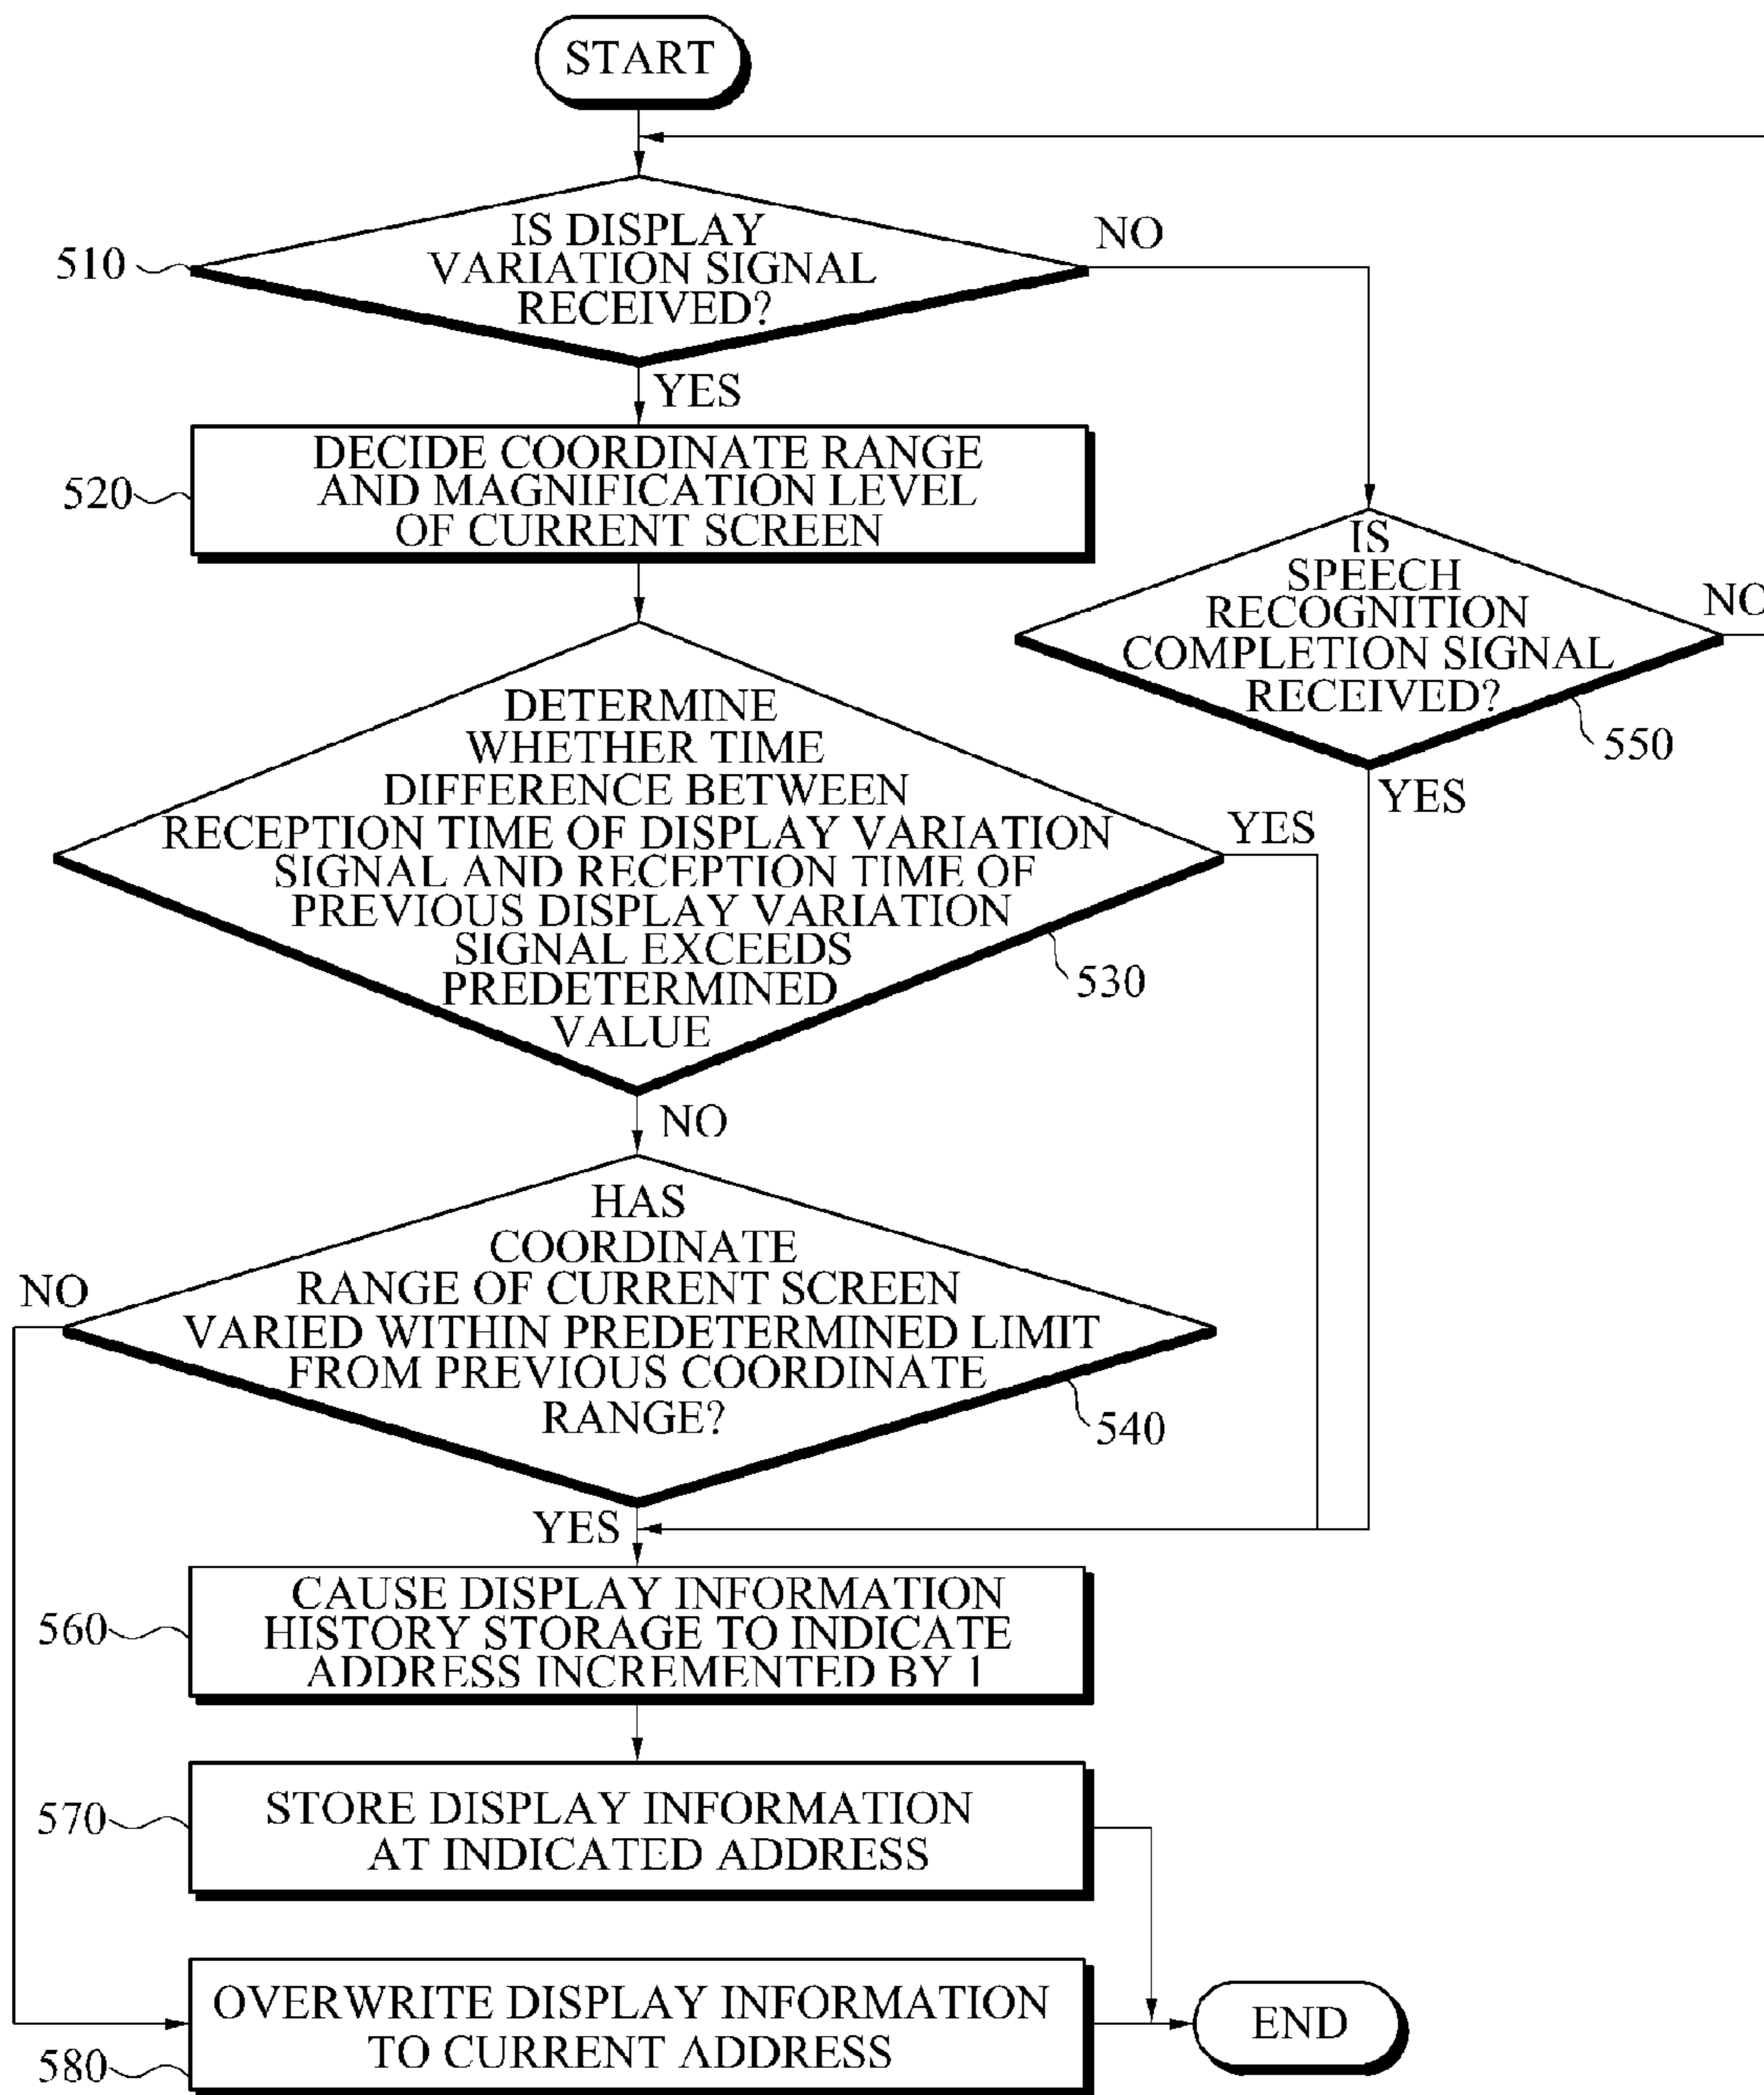 START
IS DISPLAY
VARIATION SIGNAL
RECEIVED?
NO
510
YES
DECIDE COORDINATE RANGE
AND MAGNIFICATION LEVEL
OF CURRENT SCREEN
520
IS
SPEECH
RECOGNITION
COMPLETION SIGNAL
RECEIVED?
NO
550
YES
DETERMINE
WHETHER TIME
DIFFERENCE BETWEEN
RECEPTION TIME OF DISPLAY VARIATION
SIGNAL AND RECEPTION TIME OF
PREVIOUS DISPLAY VARIATION
SIGNAL EXCEEDS
PREDETERMINED
VALUE
YES
530
NO
HAS
COORDINATE
RANGE OF CURRENT SCREEN
VARIED WITHIN PREDETERMINED LIMIT
FROM PREVIOUS COORDINATE
RANGE?
NO
540
YES
CAUSE DISPLAY INFORMATION
HISTORY STORAGE TO INDICATE
ADDRESS INCREMENTED BY 1
560
STORE DISPLAY INFORMATION
AT INDICATED ADDRESS
570
OVERWRITE DISPLAY INFORMATION
TO CURRENT ADDRESS
580
END